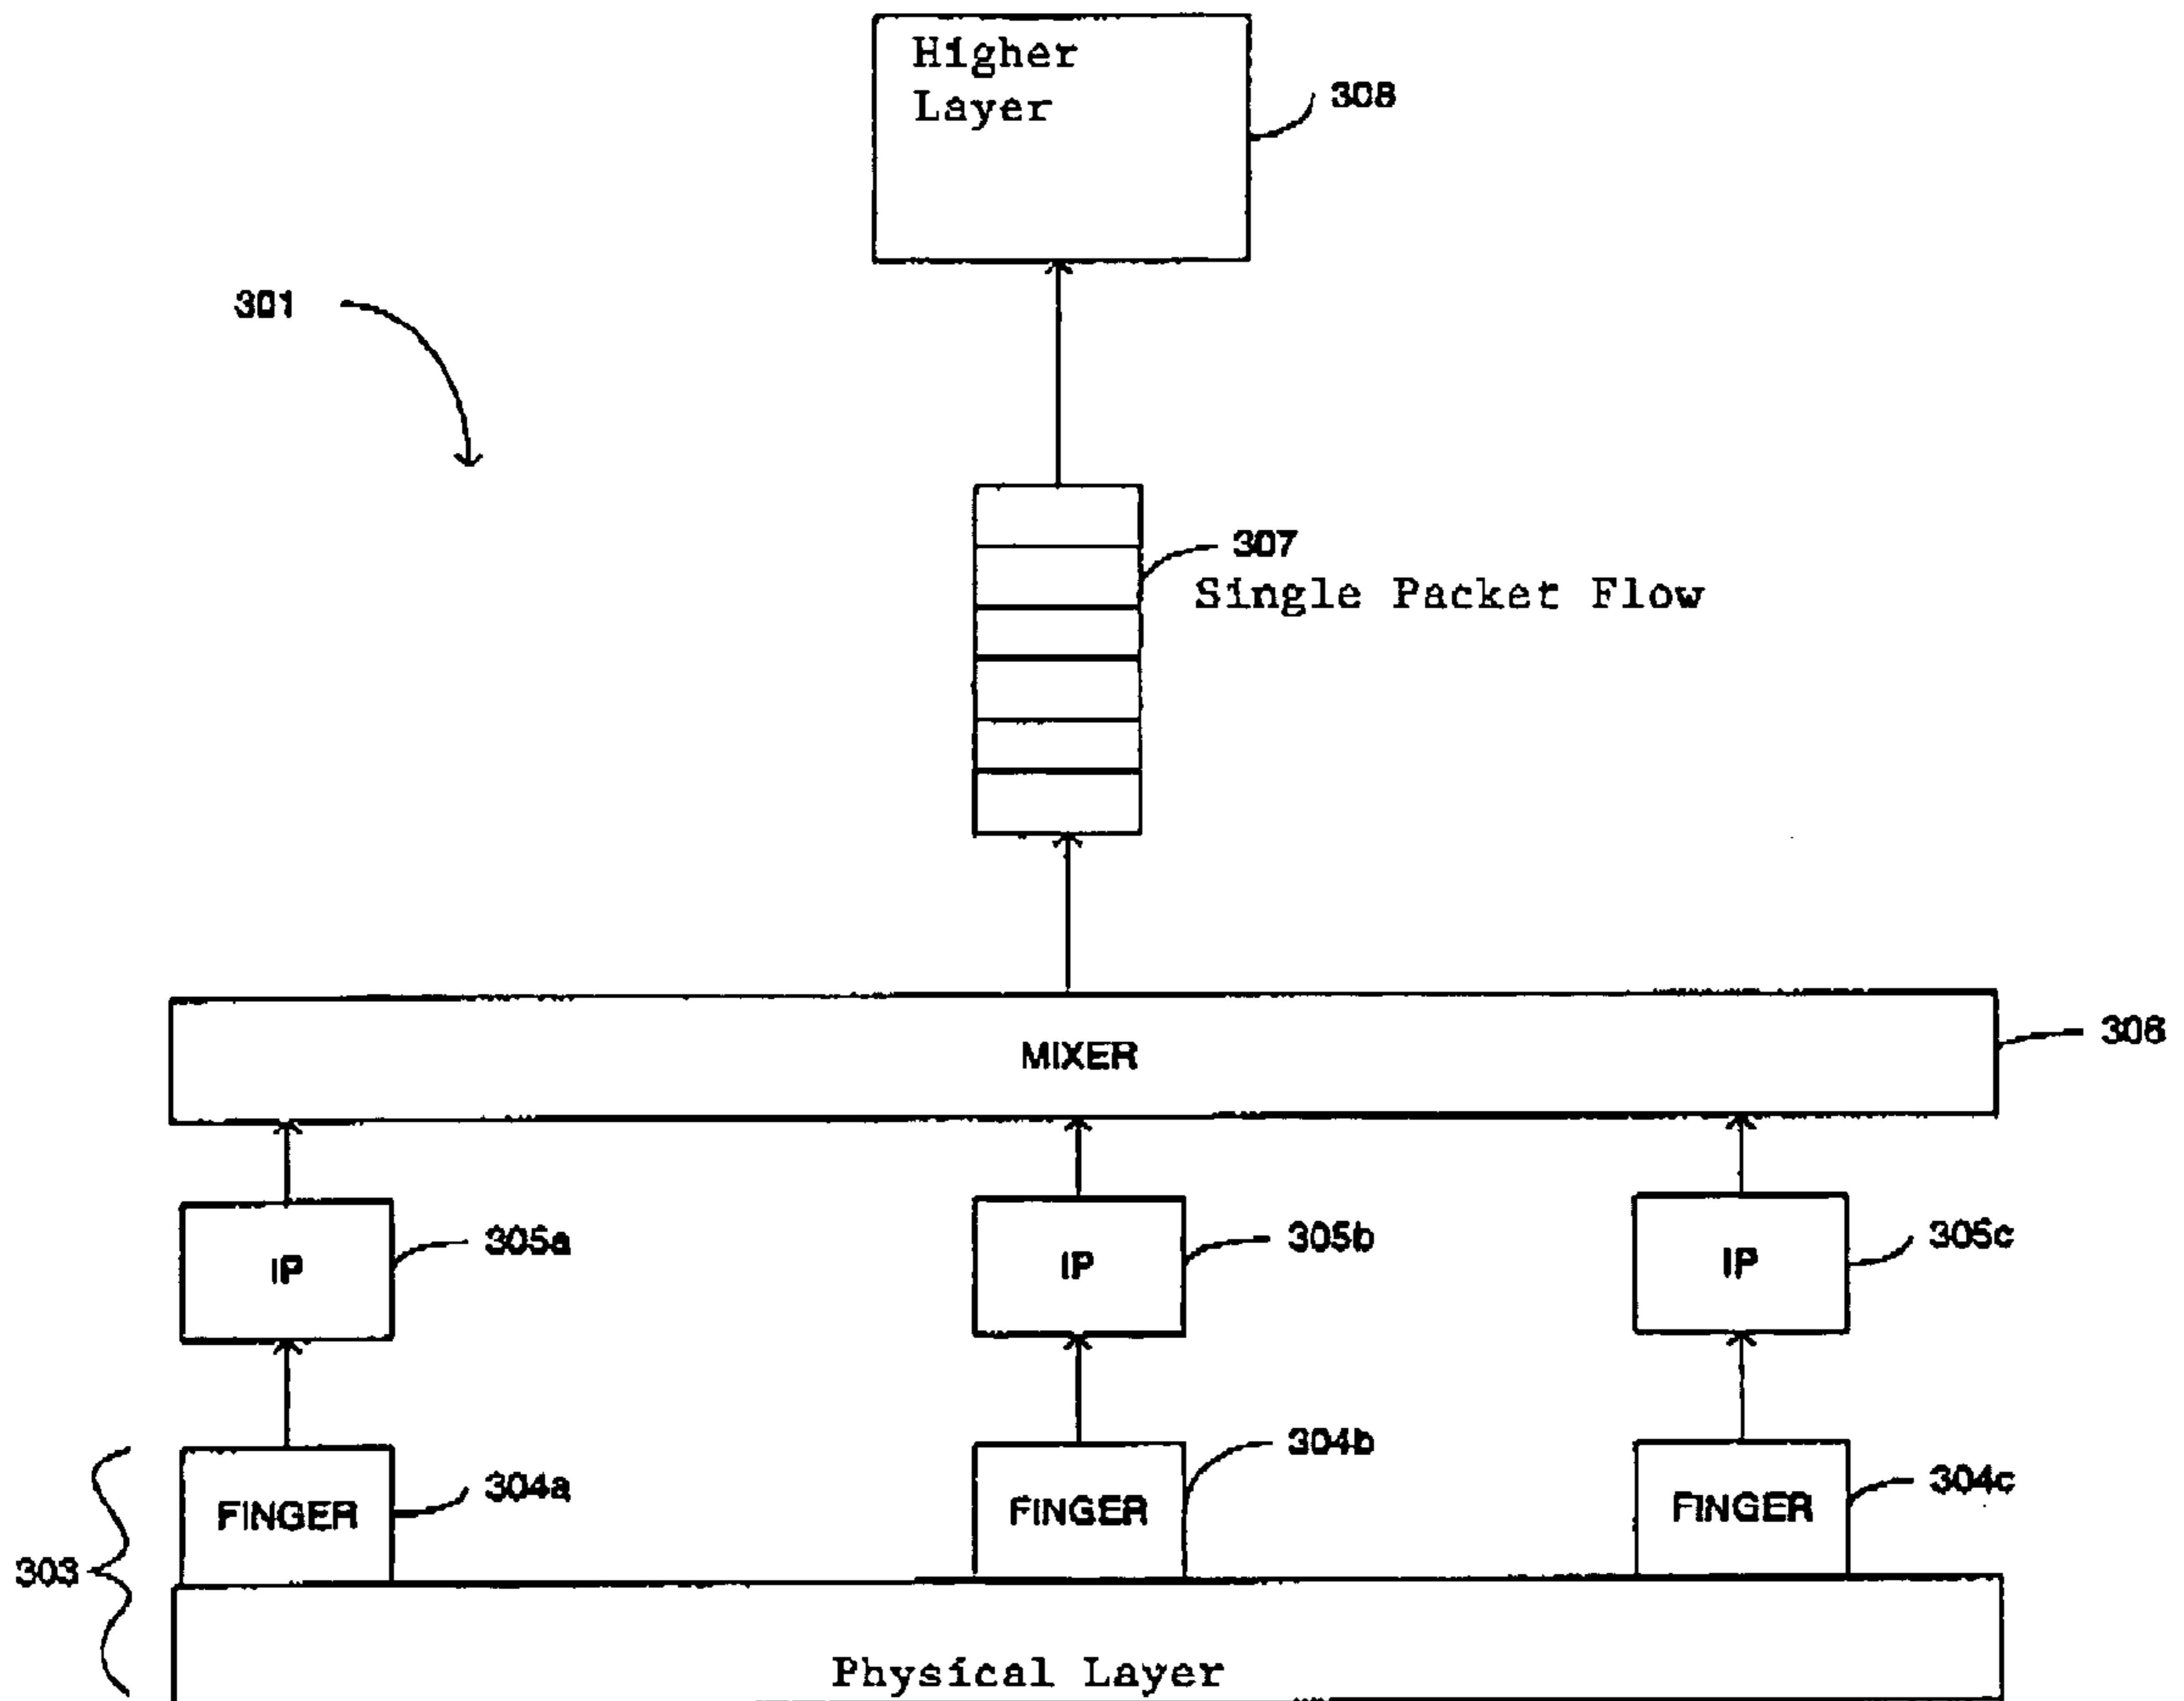 Higher
Layer
308
301
307
Single Packet Flow
MIXER
306
IP
305a
IP
305b
IP
305c
FINGER
304a
FINGER
304b
FINGER
304c
303
Physical Layer